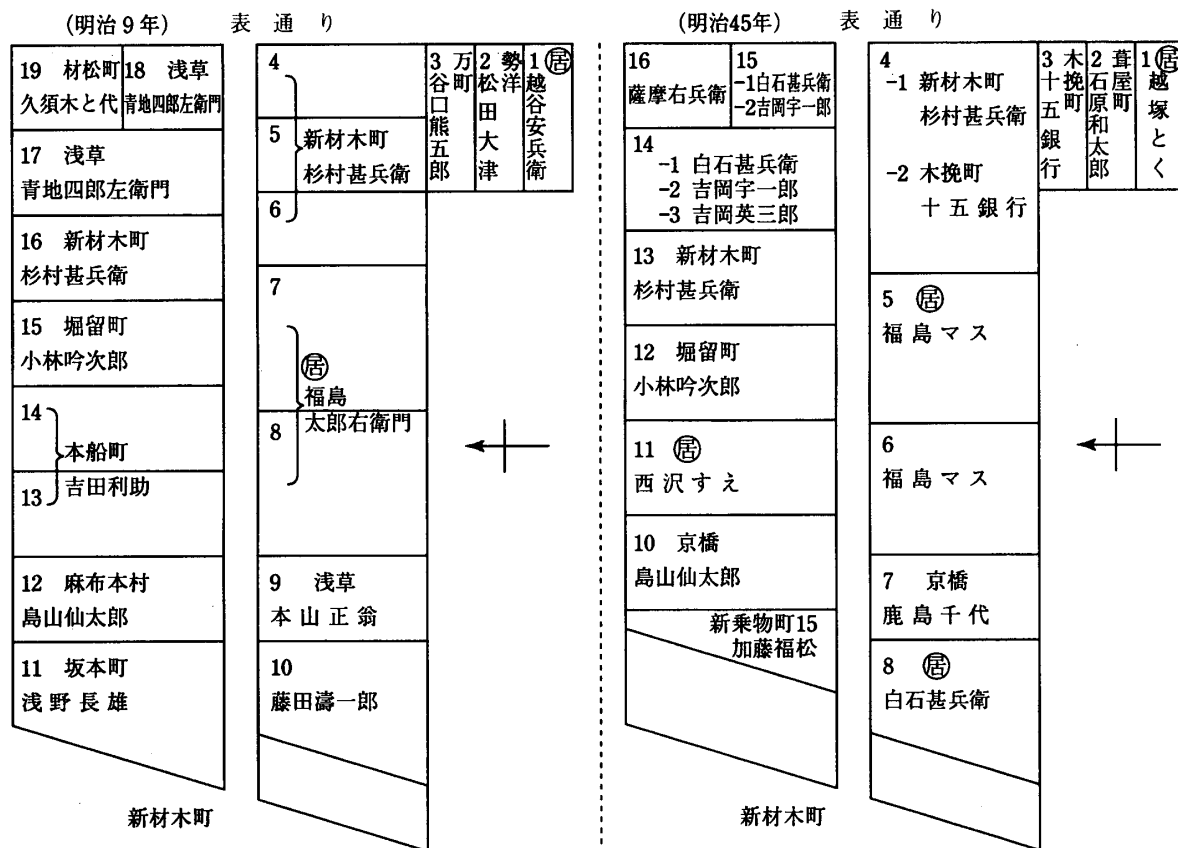 (明治9年) 表通り
19 材松町
久須木と代
18 浅草
青地四郎左衛門
17 浅草
青地四郎左衛門
16 新材木町
杉村甚兵衛
15 堀留町
小林吟次郎
14
本船町
13 吉田利助
12 麻布本村
島山仙太郎
11 坂本町
浅野長雄
4
5 新材木町
杉村甚兵衛
6
7
㊑居
福島
8 太郎右衛門
9 浅草
本山正翁
10
藤田濤一郎
3 万町
谷口熊五郎
2 勢洋
松田大津
1 居
越谷安兵衛
新材木町
(明治45年) 表通り
16
薩摩右兵衛
15
-1白石甚兵衛
-2吉岡宇一郎
14
-1 白石甚兵衛
-2 吉岡宇一郎
-3 吉岡英三郎
13 新材木町
杉村甚兵衛
12 堀留町
小林吟次郎
11 居
西沢すえ
10 京橋
島山仙太郎
新乗物町15
加藤福松
4
-1 新材木町
杉村甚兵衛
-2 木挽町
十五銀行
5 居
福島マス
6
福島マス
7 京橋
鹿島千代
8 居
白石甚兵衛
3 木挽町
十五銀行
2 葺屋町
石原和太郎
1 居
越塚とく
新材木町